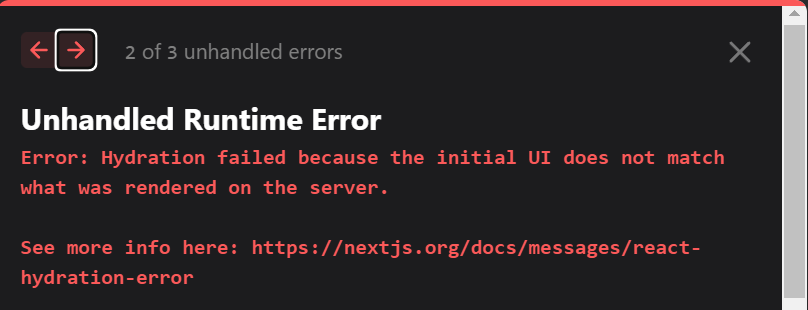 2 of 3 unhandled errors
Unhandled Runtime Error
Error: Hydration failed because the initial UI does not match
what was rendered on the server.
See more info here: https://nextjs.org/docs/messages/react-
hydration-error